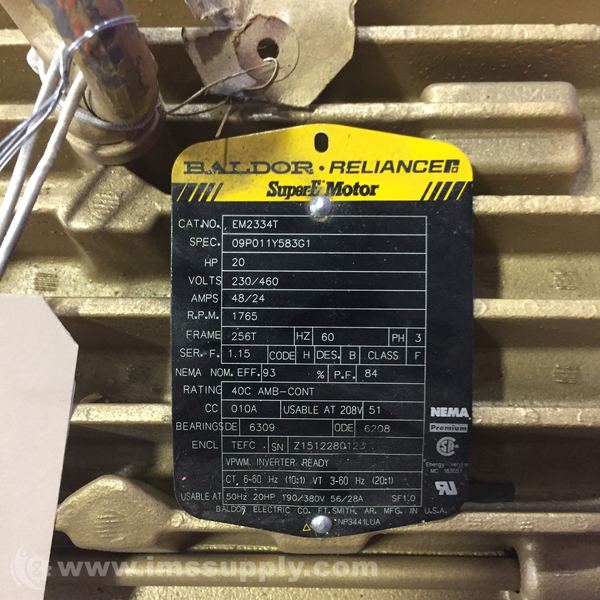 BALDOR • RELIANCE
Super-E Motor
CAT.NO. EM2334T
SPEC. 09P011Y583G1
HP 20
VOLTS 230/460
AMPS 48/24
R.P.M. 1765
FRAME 256T HZ 60 PH 3
SER. F. 1.15 CODE H DES. B CLASS F
NEMA NOM. EFF. 93 % P.F. 84
RATING 40C AMB-CONT
CC 010A USABLE AT 208V 51
BEARINGS DE 6309 ODE 6208
ENCL TEFC SN
VPWM. INVERTER READY
CT, 6-60 Hz (10:1) VT 3-60 Hz (20:1)
USABLE AT 50Hz 20HP 190/380V 56/28A SF1.0
BALDOR ELECTRIC CO. FT.SMITH, AR. MFG. IN U.S.A.
NP3441LUA
NEMA
Premium
www.imssupply.com